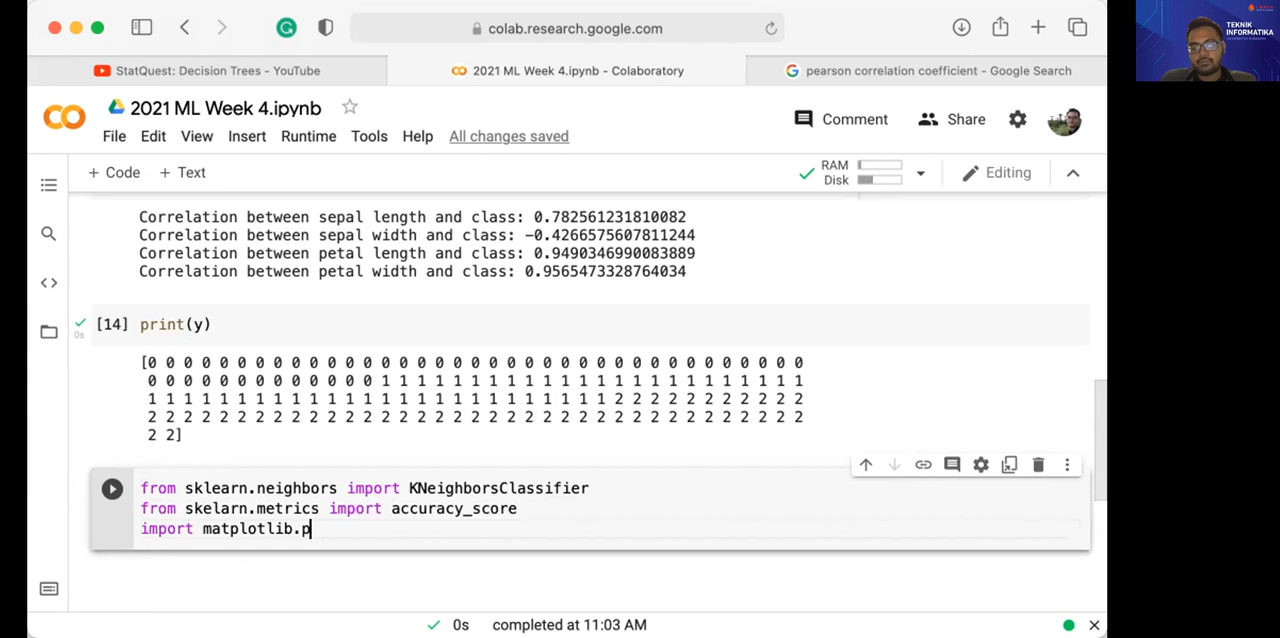 colab.research.google.com
TEKNIK
INFORMATIKA
StatQuest: Decision Trees - YouTube
2021 ML Week 4.ipynb - Colaboratory
pearson correlation coefficient - Google Search
2021 ML Week 4.ipynb
Comment
Share
File Edit View Insert Runtime Tools Help All changes saved
+ Code + Text
RAM
Disk
Editing
Correlation between sepal length and class: 0.782561231810082
Correlation between sepal width and class: -0.4266575607811244
Correlation between petal length and class: 0.9490346990083889
Correlation between petal width and class: 0.9565473328764034
[14] print(y)
0s
[0 0 0 0 0 0 0 0 0 0 0 0 0 0 0 0 0 0 0 0 0 0 0 0 0 0 0 0 0 0 0 0 0 0 0 0 0
0 0 0 0 0 0 0 0 0 0 0 0 0 1 1 1 1 1 1 1 1 1 1 1 1 1 1 1 1 1 1 1 1 1 1 1 1
1 1 1 1 1 1 1 1 1 1 1 1 1 1 1 1 1 1 1 1 1 1 1 1 1 1 2 2 2 2 2 2 2 2 2 2 2
2 2 2 2 2 2 2 2 2 2 2 2 2 2 2 2 2 2 2 2 2 2 2 2 2 2 2 2 2 2 2 2 2 2 2 2 2
2 2]
from sklearn.neighbors import KNeighborsClassifier
from skelarn.metrics import accuracy_score
import matplotlib.p
0s completed at 11:03 AM